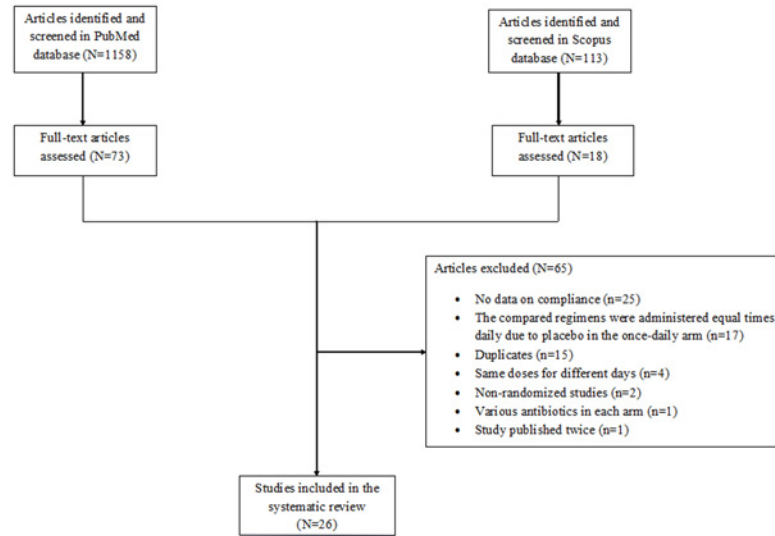 Articles identified and
screened in PubMed
database (N=1158)
Articles identified and
screened in Scopus
database (N=113)
Full-text articles
assessed (N=73)
Full-text articles
assessed (N=18)
Articles excluded (N=65)
• No data on compliance (n=25)
• The compared regimens were administered equal times
daily due to placebo in the once-daily arm (n=17)
• Duplicates (n=15)
• Same doses for different days (n=4)
• Non-randomized studies (n=2)
• Various antibiotics in each arm (n=1)
• Study published twice (n=1)
Studies included in the
systematic review
(N=26)